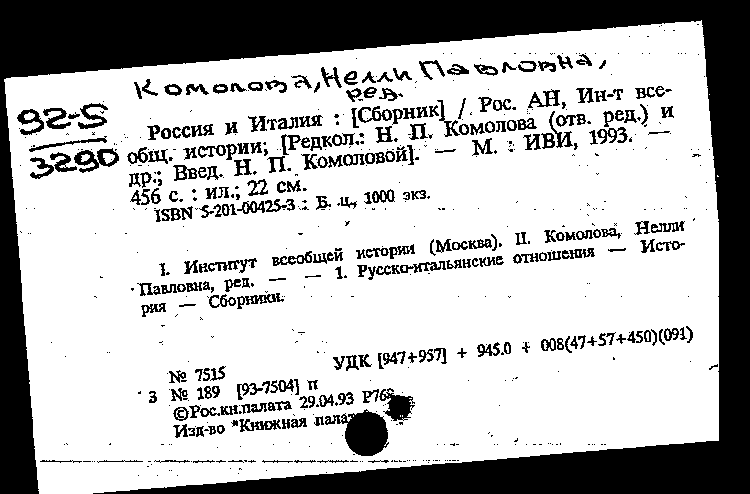 Комолова, Нелли Павловна,
ред.
92-5
3290
Россия и Италия : [Сборник] / Рос. АН, Ин-т все-
общ. истории; [Редкол.: Н. П. Комолова (отв. ред.) и
др.; Введ. Н. П. Комоловой]. — М. : ИВИ, 1993. —
456 с. : ил.; 22 см.
ISBN 5-201-00425-3 : Б. ц., 1000 экз.
I. Институт всеобщей истории (Москва). II. Комолова, Нелли
Павловна, ред. — — 1. Русско-итальянские отношения — Исто-
рия — Сборники.
№ 7515
УДК [947+957] + 945.0 + 008(47+57+450)(091)
3 № 189 [93-7504] п
©Рос.кн.палата 29.04.93 Р768
Изд-во "Книжная палат